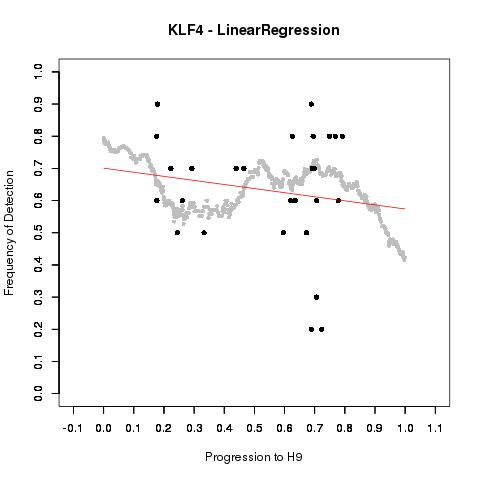 KLF4 - LinearRegression
1.0
0.9
0.8
0.7
0.6
0.5
0.4
0.3
0.2
0.1
0.0
Frequency of Detection
-0.1 0.0 0.1 0.2 0.3 0.4 0.5 0.6 0.7 0.8 0.9 1.0 1.1
Progression to H9